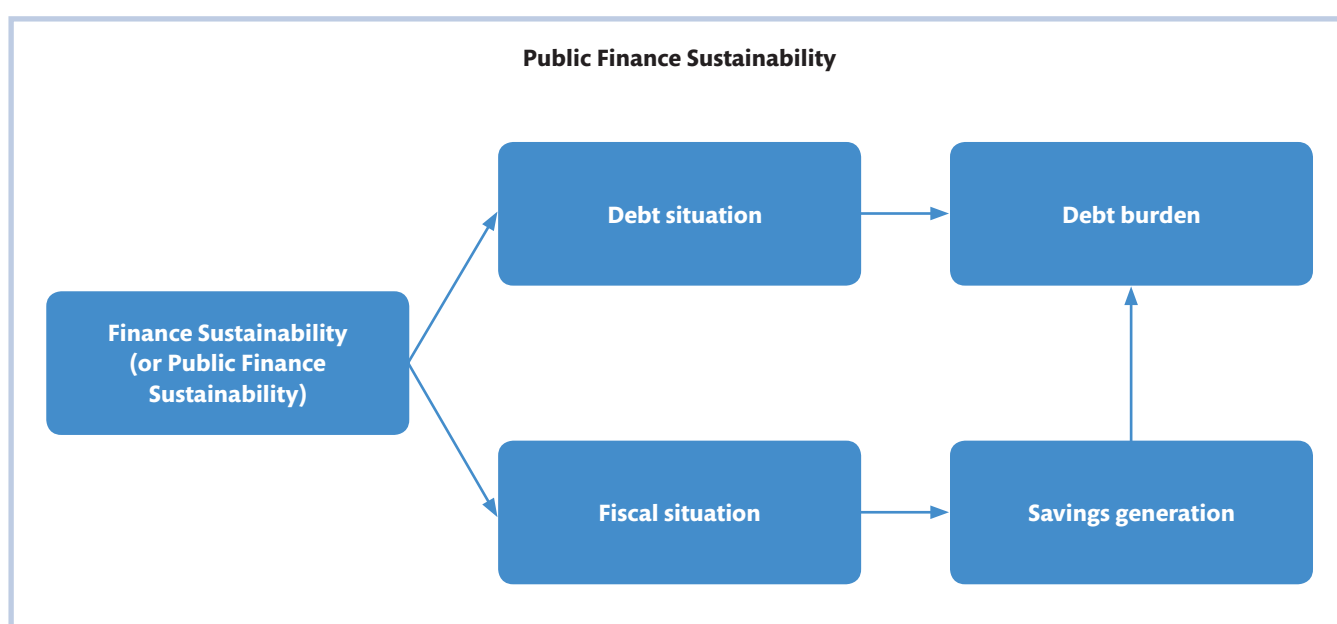 Public Finance Sustainability
Debt situation
Debt burden
Finance Sustainability
(or Public Finance
Sustainability)
Fiscal situation
Savings generation